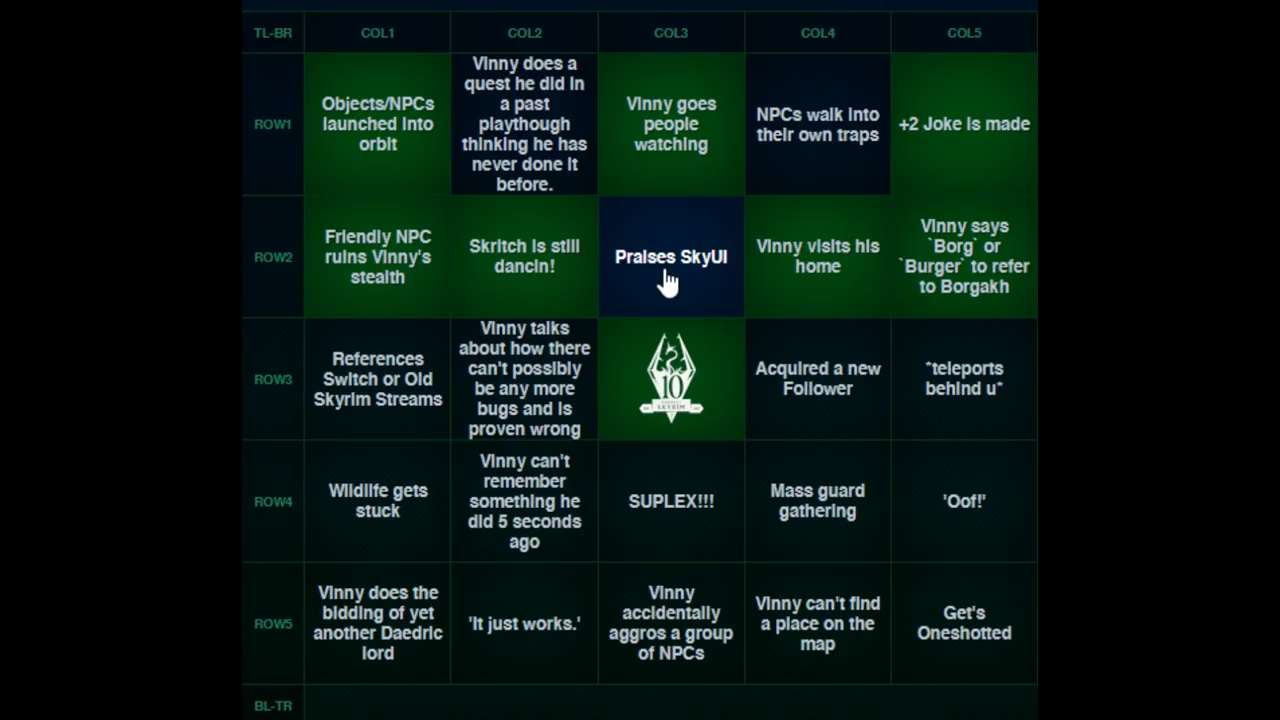 TL-BR COL1 COL2 COL3 COL4 COL5
ROW1
Objects/NPCs
launched into
orbit
Vinny does a
quest he did in
a past
playthough
thinking he has
never done it
before.
Vinny goes
people
watching
NPCs walk into
their own traps
+2 Joke is made
ROW2
Friendly NPC
ruins Vinny's
stealth
Skritch is still
dancin!
Praises SkyUI
Vinny visits his
home
Vinny says
`Borg` or
`Burger` to refer
to Borgakh
ROW3
References
Switch or Old
Skyrim Streams
Vinny talks
about how there
can't possibly
be any more
bugs and is
proven wrong
10
SKYRIM
Acquired a new
Follower
*teleports
behind u*
ROW4
Wildlife gets
stuck
Vinny can't
remember
something he
did 5 seconds
ago
SUPLEX!!!
Mass guard
gathering
'Oof!'
ROW5
Vinny does the
bidding of yet
another Daedric
lord
'It just works.'
Vinny
accidentally
aggros a group
of NPCs
Vinny can't find
a place on the
map
Get's
Oneshotted
BL-TR